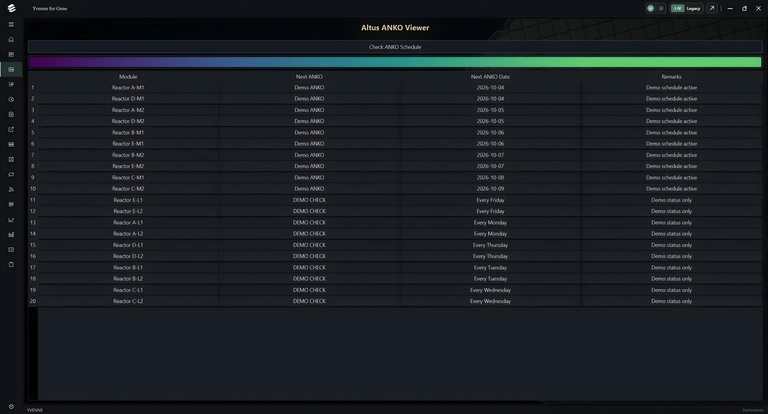 Yvenne for Gene
I-IV Legacy
Altus ANKO Viewer
Check ANKO Schedule
Module Next ANKO Next ANKO Date Remarks
1 Reactor A-M1 Demo ANKO 2026-10-04 Demo schedule active
2 Reactor D-M1 Demo ANKO 2026-10-04 Demo schedule active
3 Reactor A-M2 Demo ANKO 2026-10-05 Demo schedule active
4 Reactor D-M2 Demo ANKO 2026-10-05 Demo schedule active
5 Reactor B-M1 Demo ANKO 2026-10-06 Demo schedule active
6 Reactor E-M1 Demo ANKO 2026-10-06 Demo schedule active
7 Reactor B-M2 Demo ANKO 2026-10-07 Demo schedule active
8 Reactor E-M2 Demo ANKO 2026-10-07 Demo schedule active
9 Reactor C-M1 Demo ANKO 2026-10-08 Demo schedule active
10 Reactor C-M2 Demo ANKO 2026-10-09 Demo schedule active
11 Reactor E-L1 DEMO CHECK Every Friday Demo status only
12 Reactor E-L2 DEMO CHECK Every Friday Demo status only
13 Reactor A-L1 DEMO CHECK Every Monday Demo status only
14 Reactor A-L2 DEMO CHECK Every Monday Demo status only
15 Reactor D-L1 DEMO CHECK Every Thursday Demo status only
16 Reactor D-L2 DEMO CHECK Every Thursday Demo status only
17 Reactor B-L1 DEMO CHECK Every Tuesday Demo status only
18 Reactor B-L2 DEMO CHECK Every Tuesday Demo status only
19 Reactor C-L1 DEMO CHECK Every Wednesday Demo status only
20 Reactor C-L2 DEMO CHECK Every Wednesday Demo status only
YVENNE